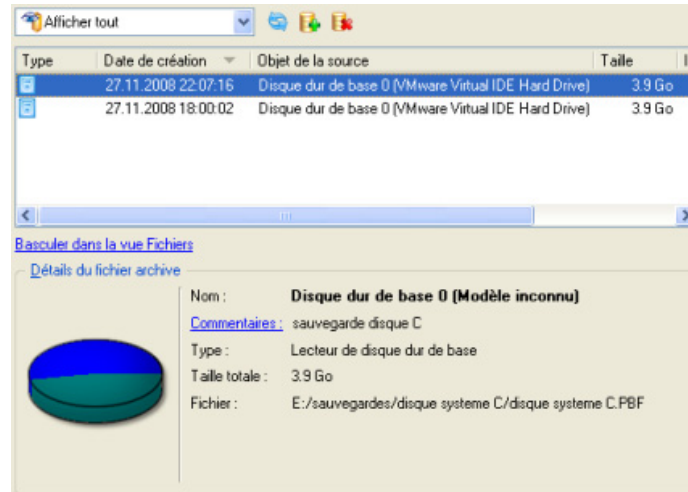 Afficher tout
Type Date de création Objet de la source Taille
27.11.2008 22:07:16 Disque dur de base 0 (VMware Virtual IDE Hard Drive) 3.9 Go
27.11.2008 18:00:02 Disque dur de base 0 (VMware Virtual IDE Hard Drive) 3.9 Go
Basculer dans la vue Fichiers
Détails du fichier archive
Nom : Disque dur de base 0 (Modèle inconnu)
Commentaires : sauvegarde disque C
Type : Lecteur de disque dur de base
Taille totale : 3.9 Go
Fichier : E:/sauvegardes/disque systeme C/disque systeme C.PBF